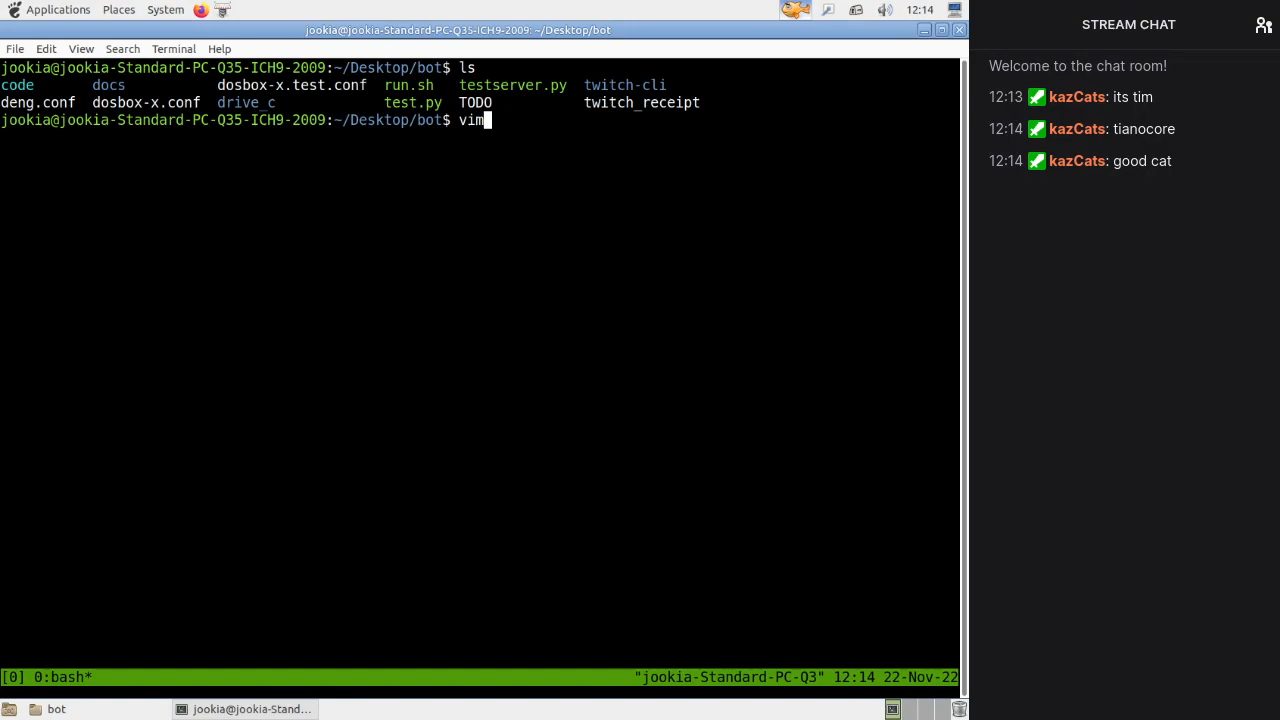 Applications Places System 12:14
jookia@jookia-Standard-PC-Q35-ICH9-2009: ~/Desktop/bot
File Edit View Search Terminal Help
jookia@jookia-Standard-PC-Q35-ICH9-2009:~/Desktop/bot$ ls
code docs dosbox-x.test.conf run.sh testserver.py twitch-cli
deng.conf dosbox-x.conf drive_c test.py TODO twitch_receipt
jookia@jookia-Standard-PC-Q35-ICH9-2009:~/Desktop/bot$ vim
[0] 0:bash* "jookia-Standard-PC-Q3" 12:14 22-Nov-22
bot jookia@jookia-Stand...
STREAM CHAT
Welcome to the chat room!
12:13 kazCats: its tim
12:14 kazCats: tianocore
12:14 kazCats: good cat